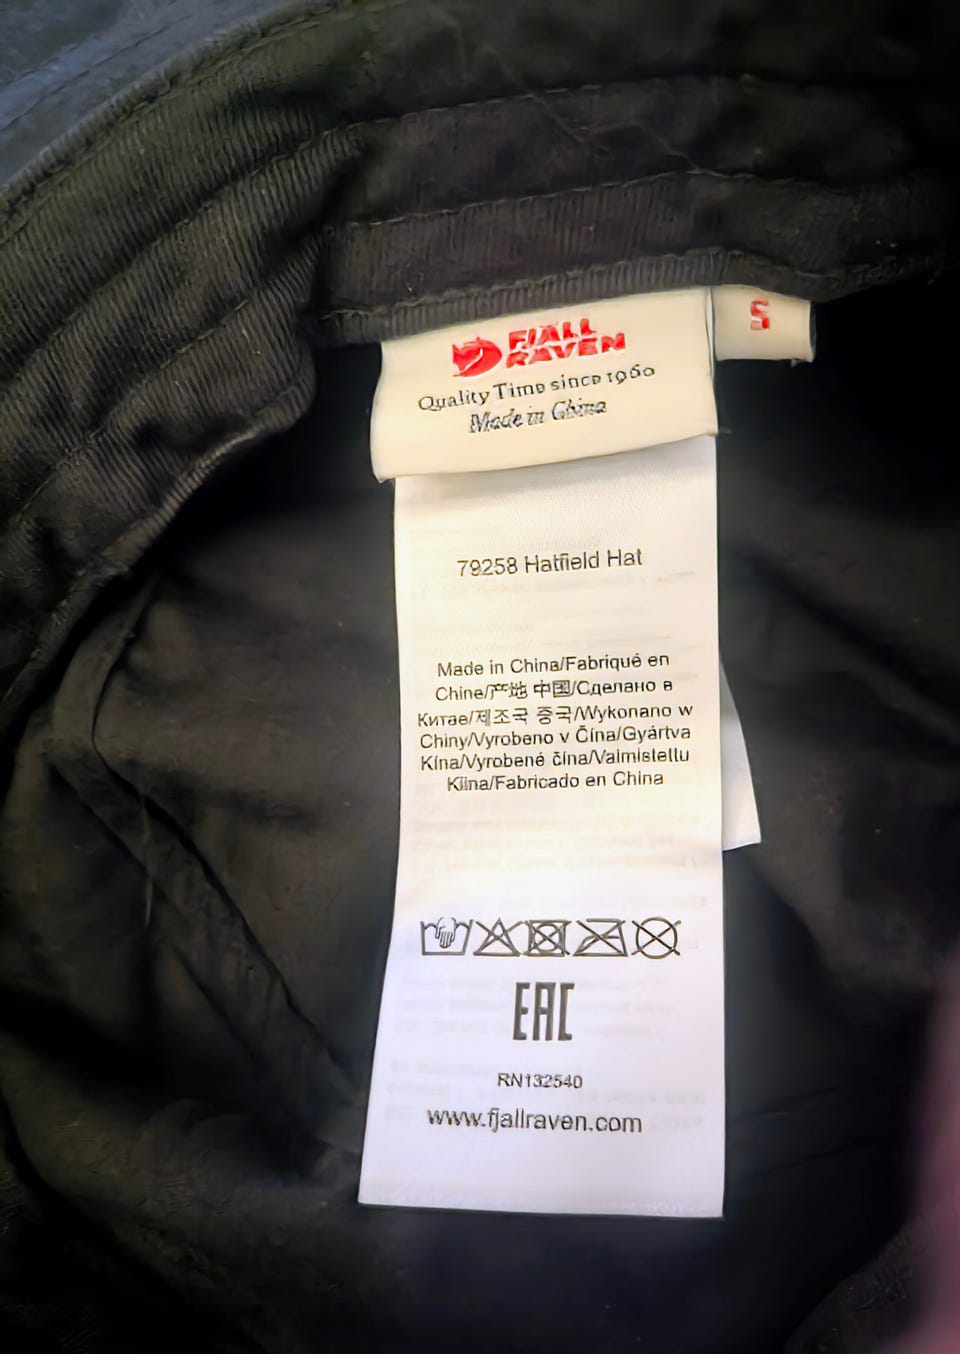 FJÄLL
RAVEN
S
Quality Time since 1960
Made in China
79258 Hatfield Hat
Made in China/Fabriqué en
Chine/产地 中国/Сделано в
Китае/제조국 중국/Wykonano w
Chiny/Vyrobeno v Čína/Gyártva
Kína/Vyrobené čína/Valmistettu
Kiina/Fabricado en China
EAC
RN132540
www.fjallraven.com